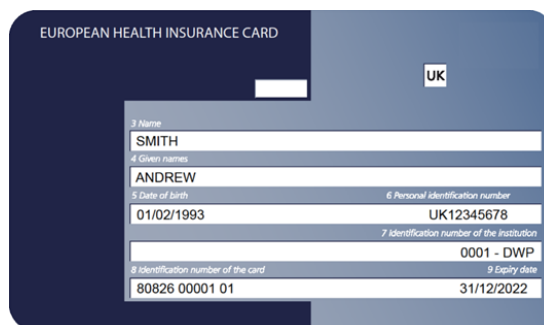 EUROPEAN HEALTH INSURANCE CARD
UK
3 Name
SMITH
4 Given names
ANDREW
5 Date of birth 6 Personal identification number
01/02/1993 UK12345678
7 Identification number of the institution
0001 - DWP
8 Identification number of the card 9 Expiry date
80826 00001 01 31/12/2022